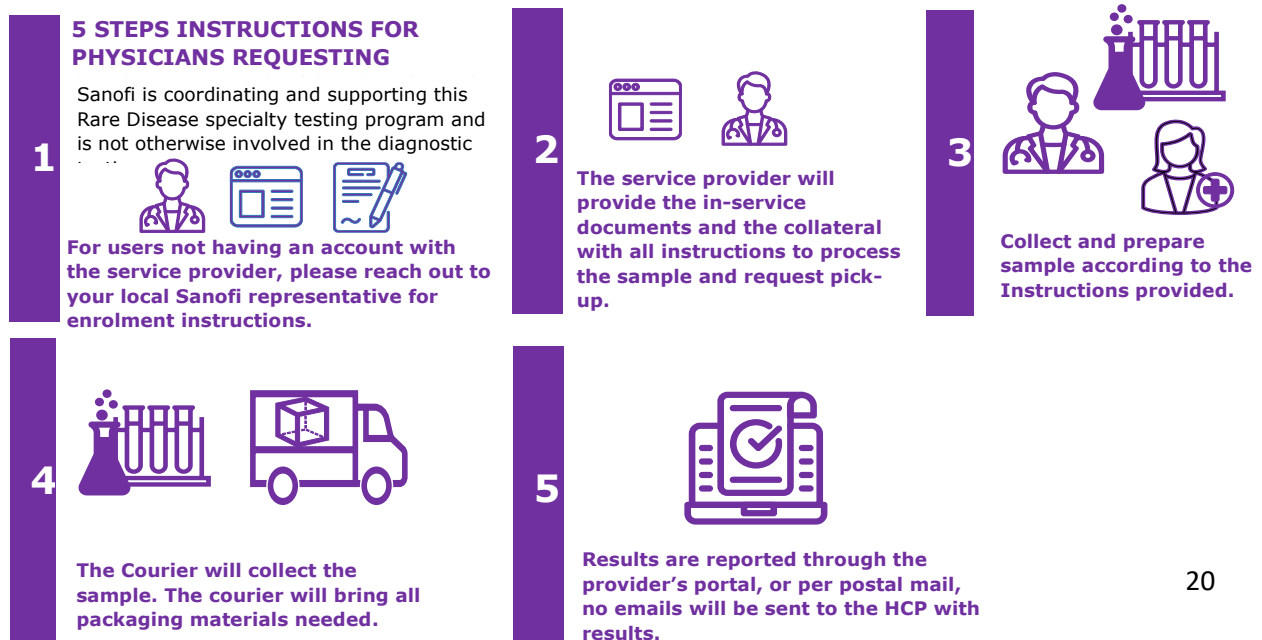 5 STEPS INSTRUCTIONS FOR
PHYSICIANS REQUESTING
Sanofi is coordinating and supporting this
Rare Disease specialty testing program and
is not otherwise involved in the diagnostic
1
For users not having an account with
the service provider, please reach out to
your local Sanofi representative for
enrolment instructions.
2
The service provider will
provide the in-service
documents and the collateral
with all instructions to process
the sample and request pick-
up.
3
Collect and prepare
sample according to the
Instructions provided.
4
The Courier will collect the
sample. The courier will bring all
packaging materials needed.
5
Results are reported through the
provider's portal, or per postal mail,
no emails will be sent to the HCP with
results.
20